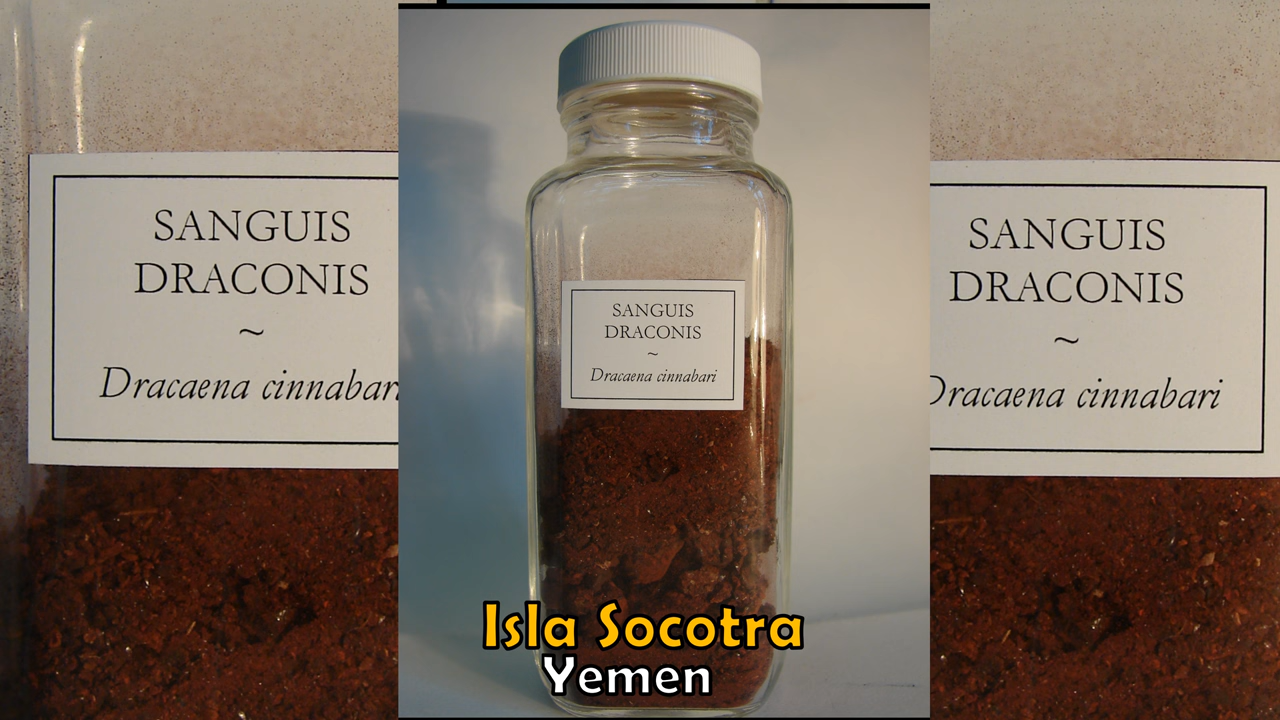 SANGUIS
DRACONIS
~
Dracaena cinnabari
SANGUIS
DRACONIS
~
Dracaena cinnabari
SANGUIS
DRACONIS
~
Dracaena cinnabari
Isla Socotra
Yemen